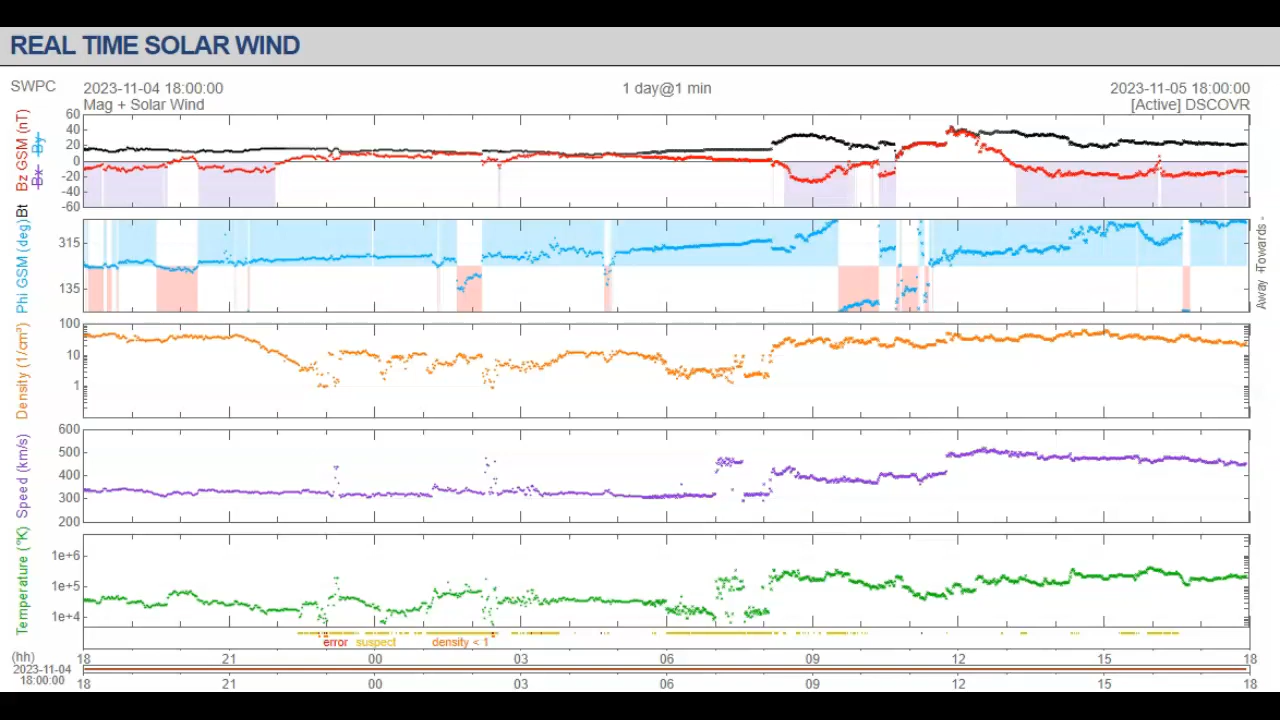 REAL TIME SOLAR WIND
SWPC
2023-11-04 18:00:00
1 day@1 min
2023-11-05 18:00:00
Mag + Solar Wind
[Active] DSCOVR
Bt Bz GSM (nT)
Bx By
60
40
20
0
-20
-40
-60
Phi GSM (deg)
315
135
Away + Towards -
Density (1/cm³)
100
10
1
Speed (km/s)
600
500
400
300
200
Temperature (°K)
1e+6
1e+5
1e+4
error suspect density < 1
(hh)
18 21 00 03 06 09 12 15 18
2023-11-04
18:00:00
18 21 00 03 06 09 12 15 18